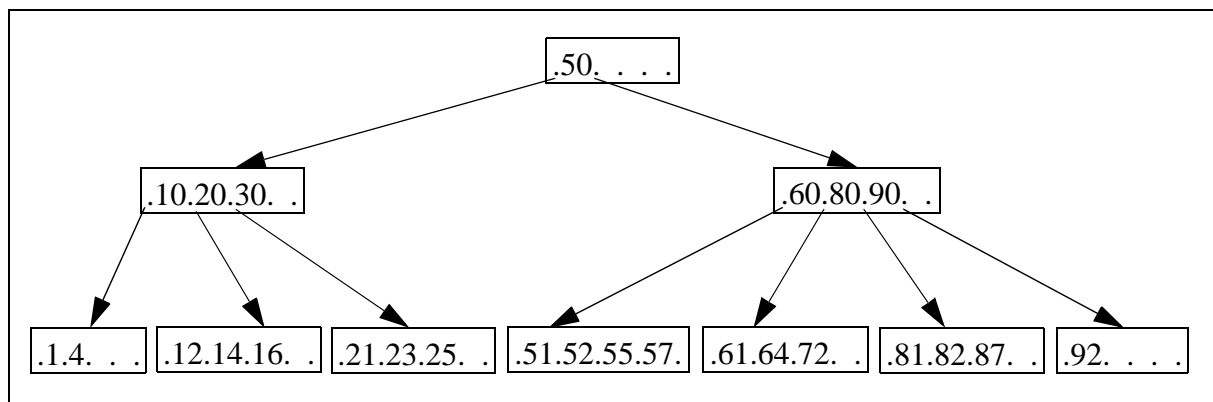 .50. . . .
.10.20.30. .
.60.80.90. .
.1.4. . .
.12.14.16. .
.21.23.25. .
.51.52.55.57.
.61.64.72. .
.81.82.87. .
.92. . . .